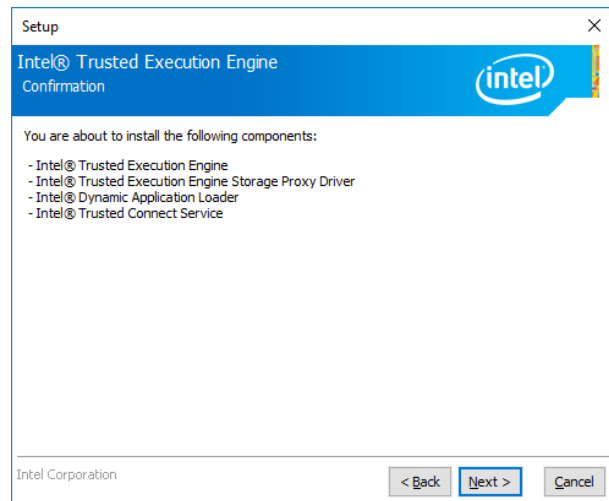 Setup
Intel® Trusted Execution Engine
Confirmation
intel
You are about to install the following components:
- Intel® Trusted Execution Engine
- Intel® Trusted Execution Engine Storage Proxy Driver
- Intel® Dynamic Application Loader
- Intel® Trusted Connect Service
Intel Corporation
< Back
Next >
Cancel